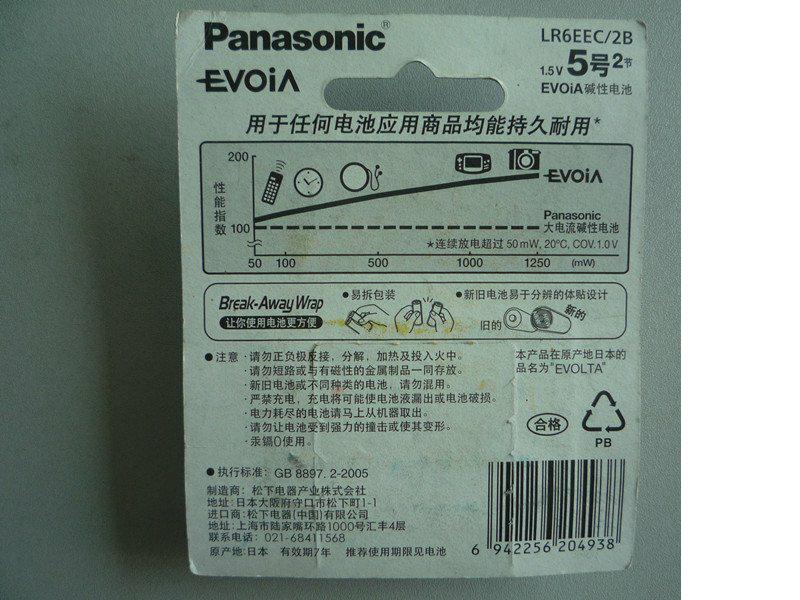 Panasonic®
LR6EEC/2B
EVOiA
1.5V 5号2节
EVOiA碱性电池
用于任何电池应用商品均能持久耐用*
200
性能指数
100
EVOiA
Panasonic
大电流碱性电池
*连续放电超过 50mW, 20°C, COV.1.0V
50 100 500 1000 1250 (mW)
Break-Away Wrap
让你使用电池更方便
●易拆包装
●新旧电池易于分辨的体贴设计
旧的
新的
●注意 ·请勿正负极反接，分解，加热及投入火中。
·请勿短路或与有磁性的金属制品一同存放。
·新旧电池或不同种类的电池，请勿混用。
·严禁充电，充电将可能使电池液漏出或电池破损。
·电力耗尽的电池请马上从机器取出。
·请勿让电池受到强力的撞击或使其变形。
·汞镉0使用。
本产品在原产地日本的
品名为"EVOLTA"
合格
PB
●执行标准: GB 8897. 2-2005
制造商: 松下电器产业株式会社
地址:日本大阪府守口市松下町1-1
进口商:松下电器(中国)有限公司
地址:上海市陆家嘴环路1000号汇丰4层
联系电话: 021-68411568
原产地:日本 有效期7年 推荐使用期限见电池
6 942256 204938